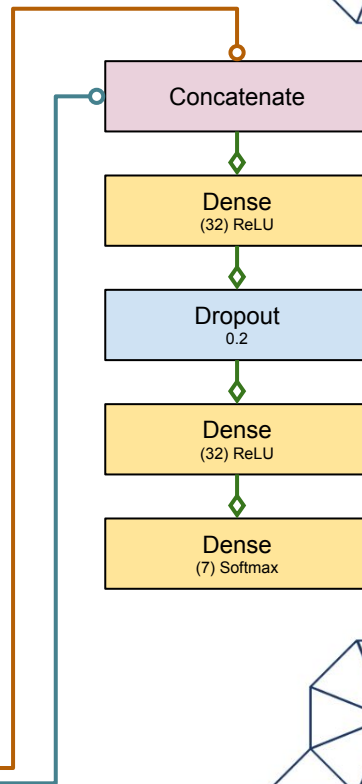 Concatenate
Dense
(32) ReLU
Dropout
0.2
Dense
(32) ReLU
Dense
(7) Softmax